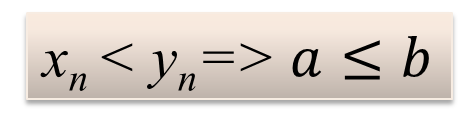 xₙ < yₙ => a ≤ b